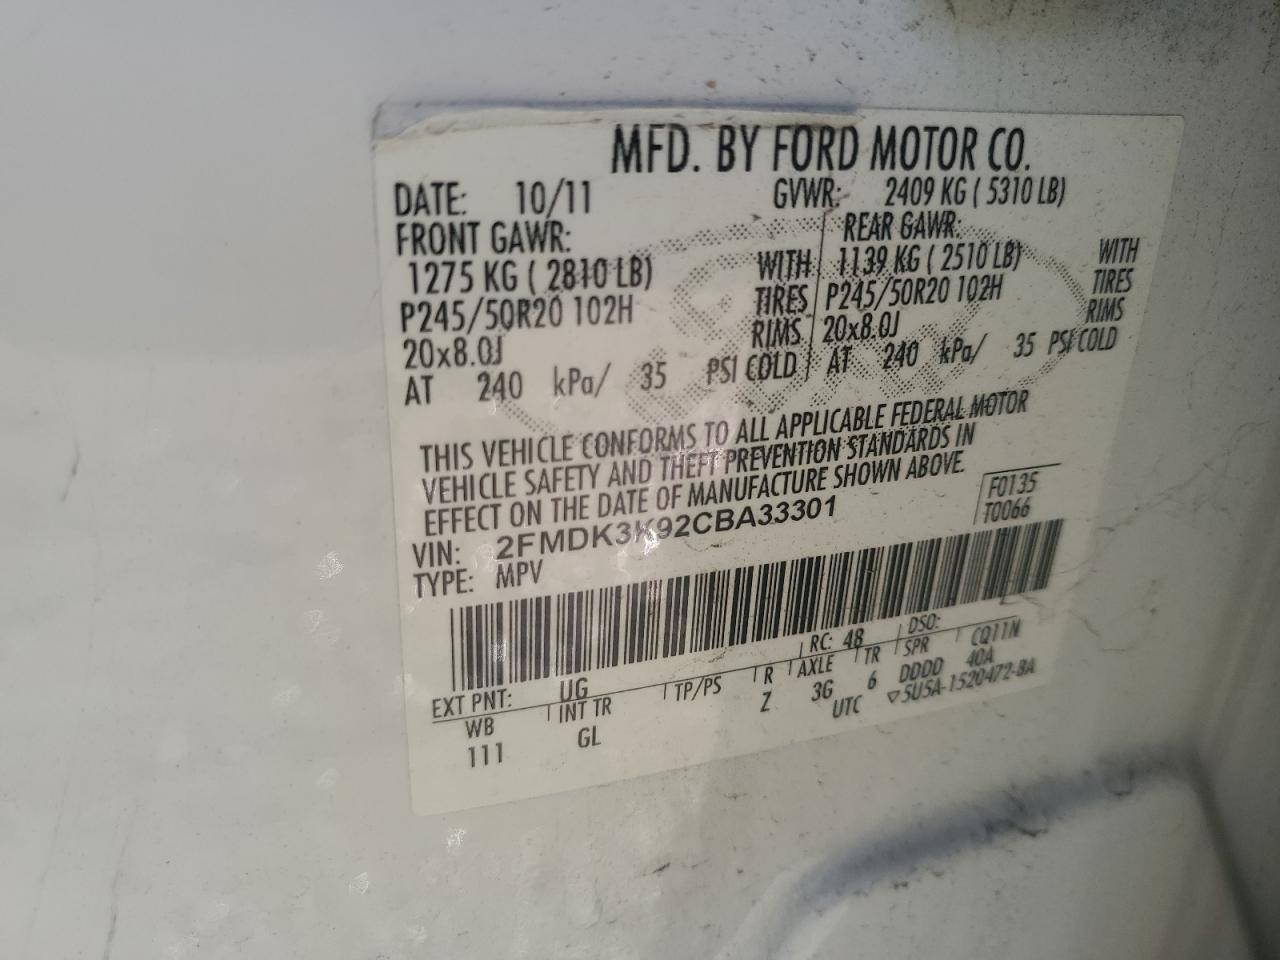 MFD. BY FORD MOTOR CO.
DATE: 10/11 GVWR: 2409 KG ( 5310 LB)
FRONT GAWR: REAR GAWR:
1275 KG ( 2810 LB) WITH 1139 KG ( 2510 LB) WITH
P245/50R20 102H TIRES P245/50R20 102H TIRES
20x8.0J RIMS 20x8.0J RIMS
AT 240 kPa/ 35 PSI COLD AT 240 kPa/ 35 PSI COLD
THIS VEHICLE CONFORMS TO ALL APPLICABLE FEDERAL MOTOR
VEHICLE SAFETY AND THEFT PREVENTION STANDARDS IN
EFFECT ON THE DATE OF MANUFACTURE SHOWN ABOVE.
F0135
VIN: 2FMDK3K92CBA33301 T0066
TYPE: MPV
EXT PNT: UG RC: 48 DSO:
WB INT TR TP/PS R AXLE TR SPR CQ11N
111 GL Z 3G 6 DDDD 40A
UTC ▽5U5A-1520472-BA